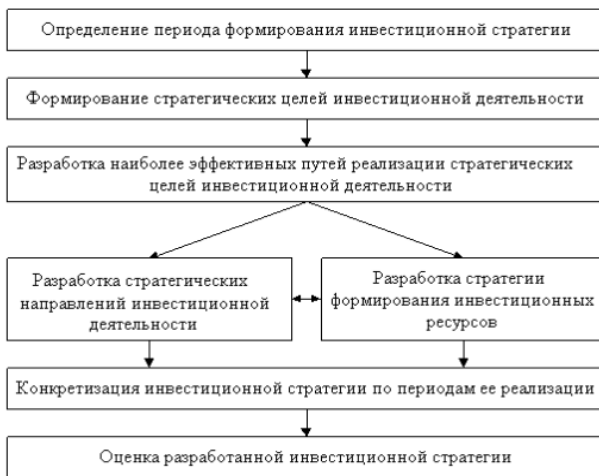 Определение периода формирования инвестиционной стратегии
Формирование стратегических целей инвестиционной деятельности
Разработка наиболее эффективных путей реализации стратегических
целей инвестиционной деятельности
Разработка стратегических
направлений инвестиционной
деятельности
Разработка стратегии
формирования инвестиционных
ресурсов
Конкретизация инвестиционной стратегии по периодам ее реализации
Оценка разработанной инвестиционной стратегии